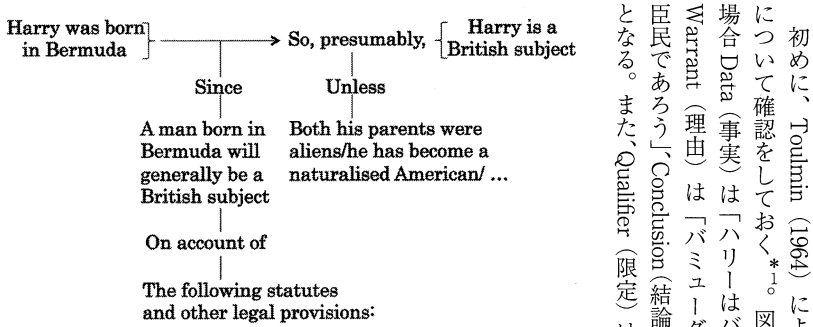 Harry was born
in Bermuda
So, presumably,
Harry is a
British subject
Since
Unless
A man born in
Bermuda will
generally be a
British subject
Both his parents were
aliens/he has become a
naturalised American/ …
On account of
The following statutes
and other legal provisions:
初めに、Toulmin（1964）によ
について確認をしておく*1。図
場合 Data（事実）は「ハリーはバ
Warrant（理由）は「バミューダ
臣民であろう」、Conclusion（結論
となる。また、Qualifier（限定）は